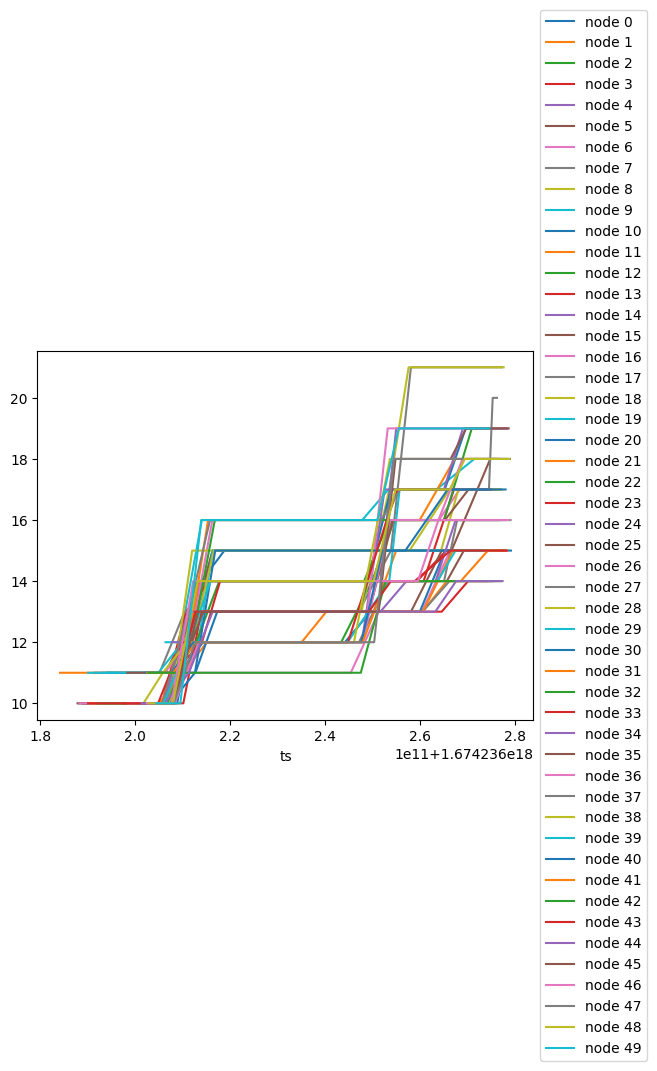 node 0
node 1
node 2
node 3
node 4
node 5
node 6
node 7
node 8
node 9
node 10
node 11
node 12
node 13
node 14
node 15
node 16
node 17
node 18
node 19
node 20
node 21
node 22
node 23
node 24
node 25
node 26
node 27
node 28
node 29
node 30
node 31
node 32
node 33
node 34
node 35
node 36
node 37
node 38
node 39
node 40
node 41
node 42
node 43
node 44
node 45
node 46
node 47
node 48
node 49
20
18
16
14
12
10
1.8 2.0 2.2 2.4 2.6 2.8
ts
1e11+1.674236e18